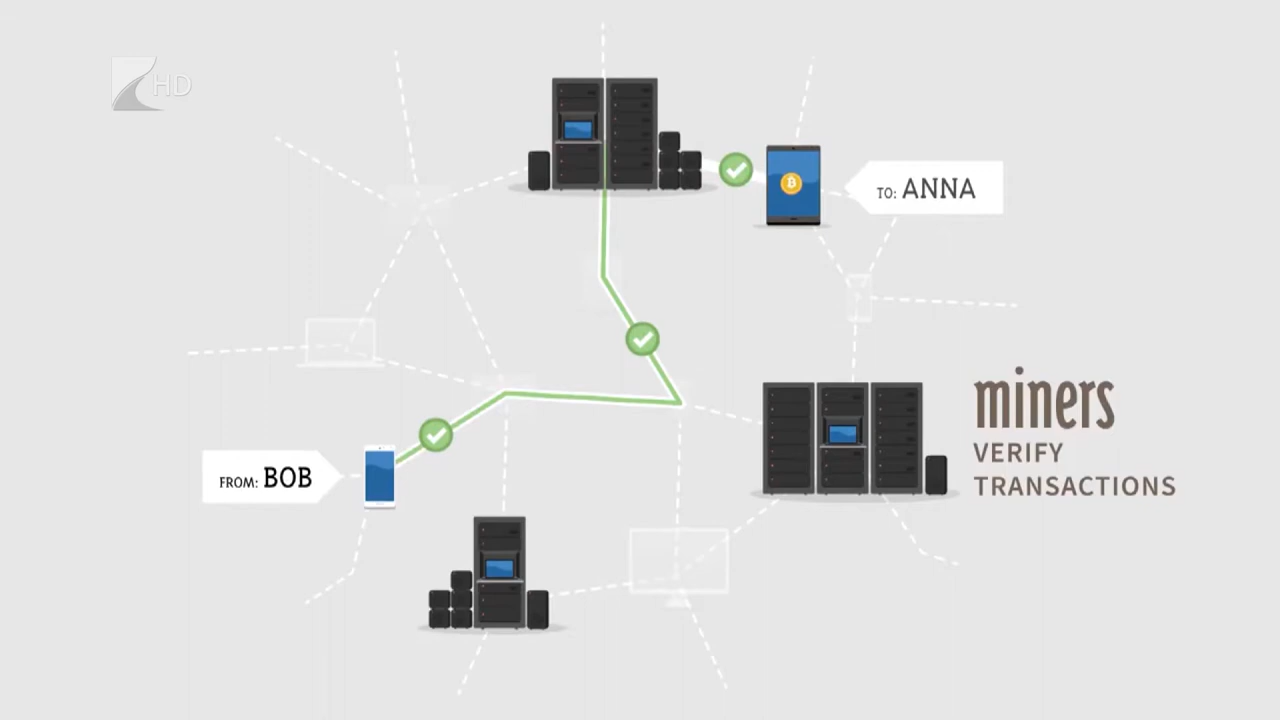 HD
TO: ANNA
miners
VERIFY
TRANSACTIONS
FROM: BOB